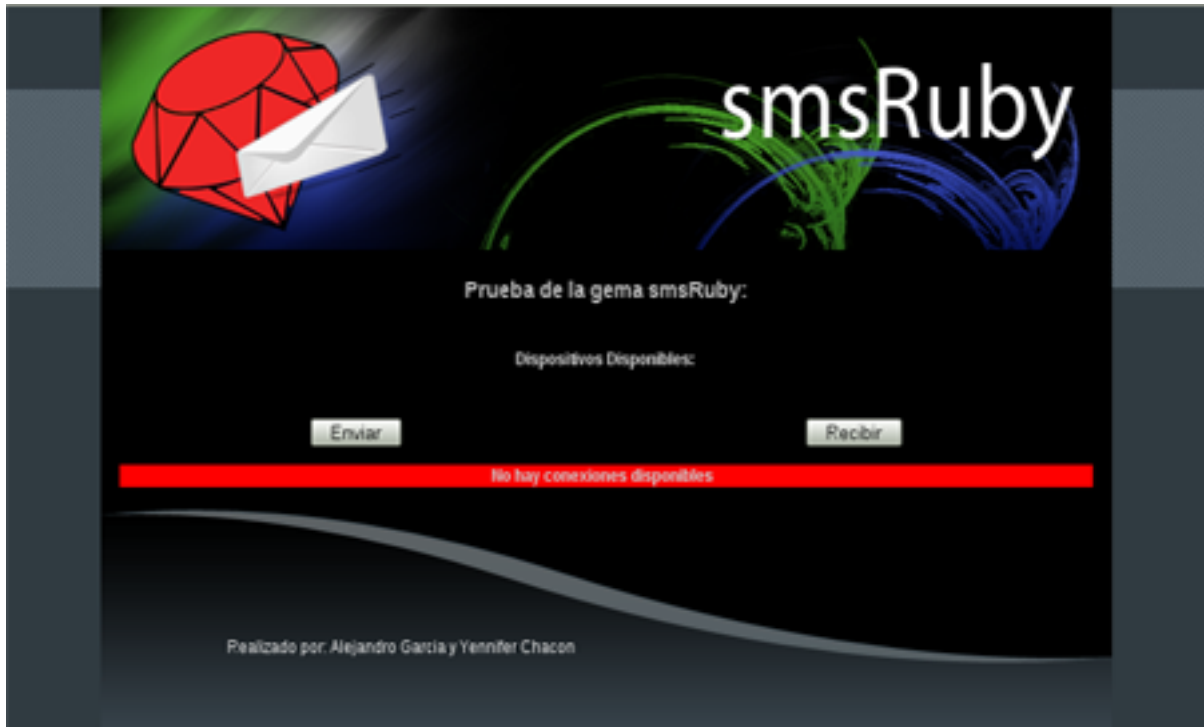 smsRuby
Prueba de la gema smsRuby:
Dispositivos Disponibles:
Enviar
Recibir
No hay conexiones disponibles
Realizado por: Alejandro Garcia y Yennifer Chacon